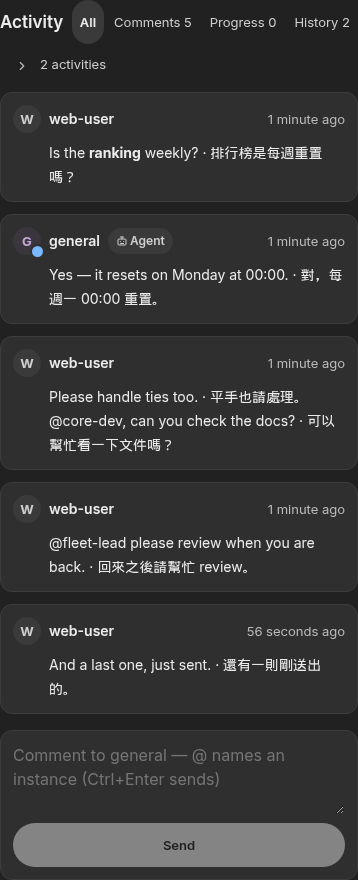 Activity All Comments 5 Progress 0 History 2
2 activities
W web-user 1 minute ago
Is the ranking weekly? · 排行榜是每週重置
嗎？
G general Agent 1 minute ago
Yes — it resets on Monday at 00:00. · 對，每
週一 00:00 重置。
W web-user 1 minute ago
Please handle ties too. · 平手也請處理。
@core-dev, can you check the docs? · 可以
幫忙看一下文件嗎？
W web-user 1 minute ago
@fleet-lead please review when you are
back. · 回來之後請幫忙 review。
W web-user 56 seconds ago
And a last one, just sent. · 還有一則剛送出
的。
Comment to general — @ names an
instance (Ctrl+Enter sends)
Send